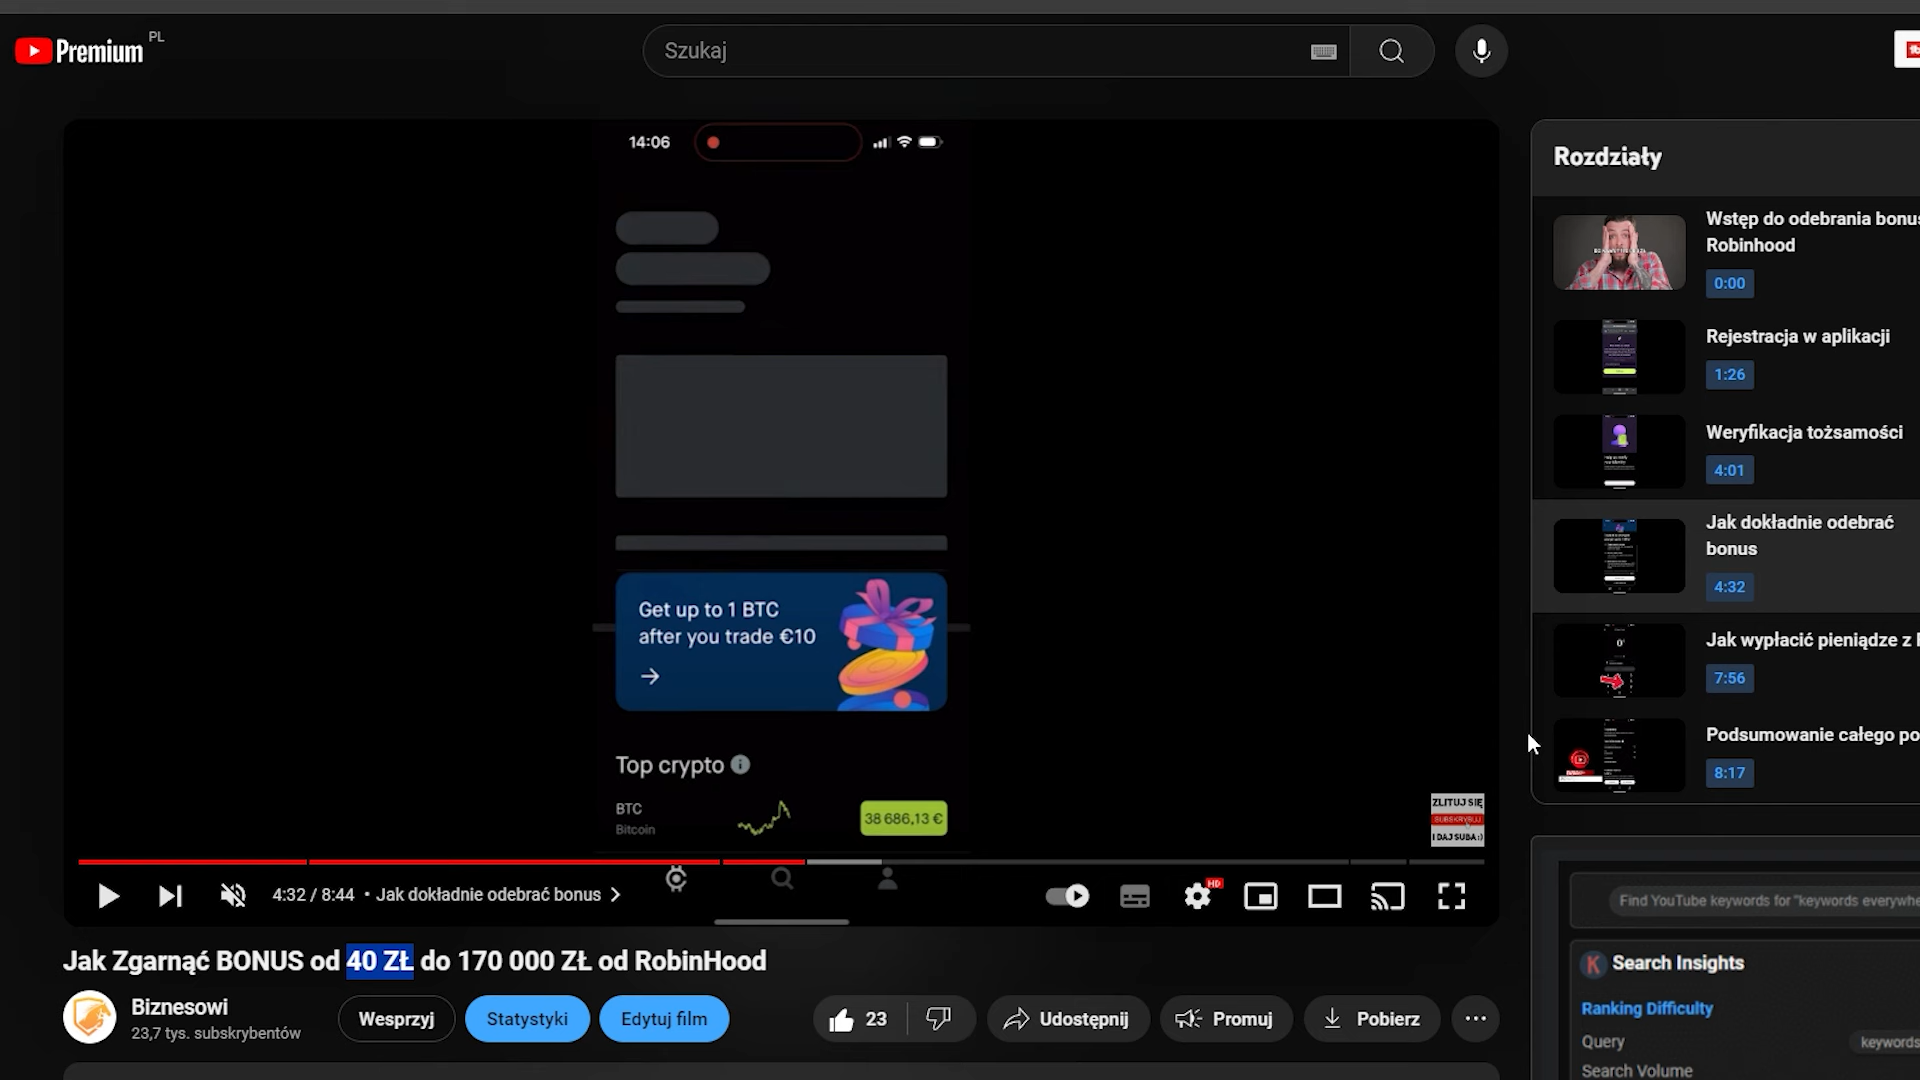 Premium PL
Szukaj
14:06
Get up to 1 BTC
after you trade €10
Top crypto
BTC
Bitcoin
38 686,13 €
ZLITUJ SIĘ
SUBSKRYBUJ
I DAJ SUBA :)
4:32 / 8:44 • Jak dokładnie odebrać bonus
HD
Jak Zgarnąć BONUS od 40 ZŁ do 170 000 ZŁ od RobinHood
Biznesowi
23,7 tys. subskrybentów
Wesprzyj
Statystyki
Edytuj film
23
Udostępnij
Promuj
Pobierz
Rozdziały
Wstęp do odebrania bonus
Robinhood
0:00
Rejestracja w aplikacji
1:26
Weryfikacja tożsamości
4:01
Jak dokładnie odebrać
bonus
4:32
Jak wypłacić pieniądze z
7:56
Podsumowanie całego po
8:17
Find YouTube keywords for "keywords everywhe
K Search Insights
Ranking Difficulty
Query
keywords
Search Volume